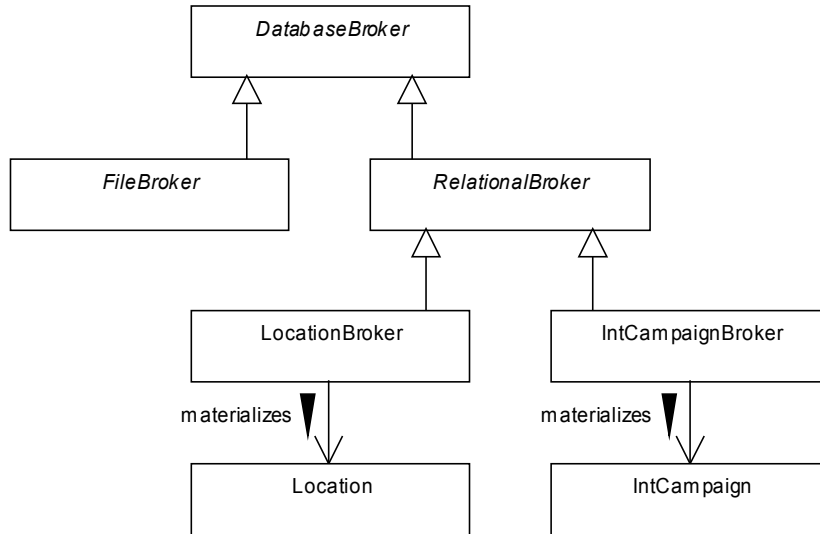 DatabaseBroker
FileBroker
RelationalBroker
LocationBroker
IntCampaignBroker
materializes
materializes
Location
IntCampaign